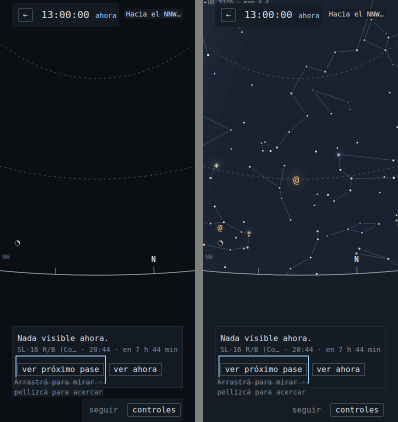 ← 13:00:00 ahora Hacia el NNW…
NW
N
Nada visible ahora.
SL-16 R/B (Co… · 20:44 · en 7 h 44 min
ver próximo pase ver ahora
Arrastrá para mirar ·
pellizcá para acercar
seguir controles
← 13:00:00 ahora Hacia el NNW…
@
@
NW
N
Nada visible ahora.
SL-16 R/B (Co… · 20:44 · en 7 h 44 min
ver próximo pase ver ahora
Arrastrá para mirar ·
pellizcá para acercar
seguir controles